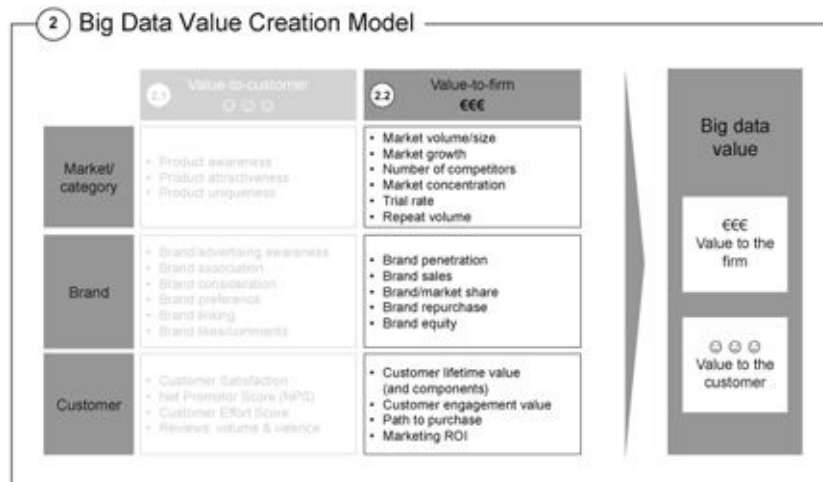 2 Big Data Value Creation Model
2.1 Value-to-customer
☺ ☺ ☺
2.2 Value-to-firm
€€€
Market/
category
• Product awareness
• Product attractiveness
• Product uniqueness
• Market volume/size
• Market growth
• Number of competitors
• Market concentration
• Trial rate
• Repeat volume
Brand
• Brand/advertising awareness
• Brand association
• Brand consideration
• Brand preference
• Brand linking
• Brand likes/comments
• Brand penetration
• Brand sales
• Brand/market share
• Brand repurchase
• Brand equity
Customer
• Customer Satisfaction
• Net Promotor Score (NPS)
• Customer Effort Score
• Reviews: volume & valence
• Customer lifetime value
(and components)
• Customer engagement value
• Path to purchase
• Marketing ROI
Big data
value
€€€
Value to the
firm
☺ ☺ ☺
Value to the
customer